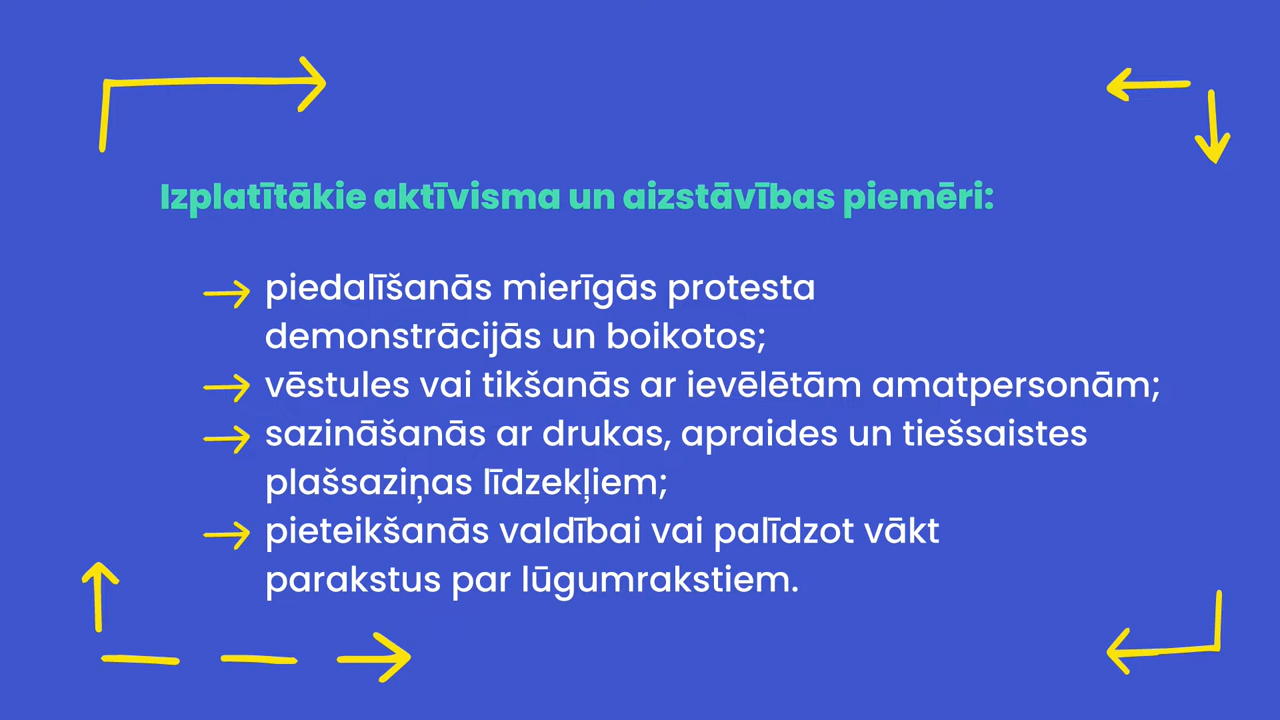 Izplatītākie aktīvisma un aizstāvības piemēri:
piedalīšanās mierīgās protesta
demonstrācijās un boikotos;
vēstules vai tikšanās ar ievēlētām amatpersonām;
sazināšanās ar drukas, apraides un tiešsaistes
plašsaziņas līdzekļiem;
pieteikšanās valdībai vai palīdzot vākt
parakstus par lūgumrakstiem.